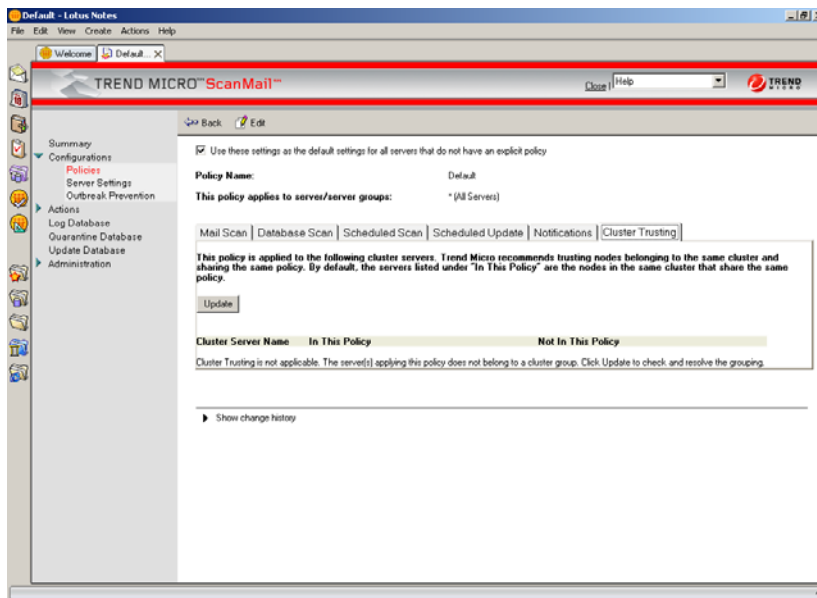 Default - Lotus Notes
File Edit View Create Actions Help
Welcome Default...
TREND MICRO™ ScanMail™
Close | Help
TREND MICRO
Back Edit
Summary
Configurations
Policies
Server Settings
Outbreak Prevention
Actions
Log Database
Quarantine Database
Update Database
Administration
Use these settings as the default settings for all servers that do not have an explicit policy
Policy Name: Default
This policy applies to server/server groups: * (All Servers)
Mail Scan | Database Scan | Scheduled Scan | Scheduled Update | Notifications | Cluster Trusting
This policy is applied to the following cluster servers. Trend Micro recommends trusting nodes belonging to the same cluster and
sharing the same policy. By default, the servers listed under "In This Policy" are the nodes in the same cluster that share the same
policy.
Update
Cluster Server Name In This Policy Not In This Policy
Cluster Trusting is not applicable. The server(s) applying this policy does not belong to a cluster group. Click Update to check and resolve the grouping.
Show change history